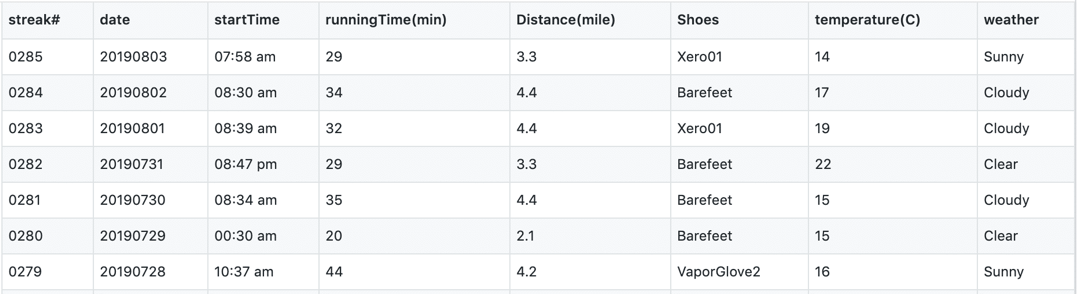 streak# date startTime runningTime(min) Distance(mile) Shoes temperature(C) weather
0285 20190803 07:58 am 29 3.3 Xero01 14 Sunny
0284 20190802 08:30 am 34 4.4 Barefeet 17 Cloudy
0283 20190801 08:39 am 32 4.4 Xero01 19 Cloudy
0282 20190731 08:47 pm 29 3.3 Barefeet 22 Clear
0281 20190730 08:34 am 35 4.4 Barefeet 15 Cloudy
0280 20190729 00:30 am 20 2.1 Barefeet 15 Clear
0279 20190728 10:37 am 44 4.2 VaporGlove2 16 Sunny